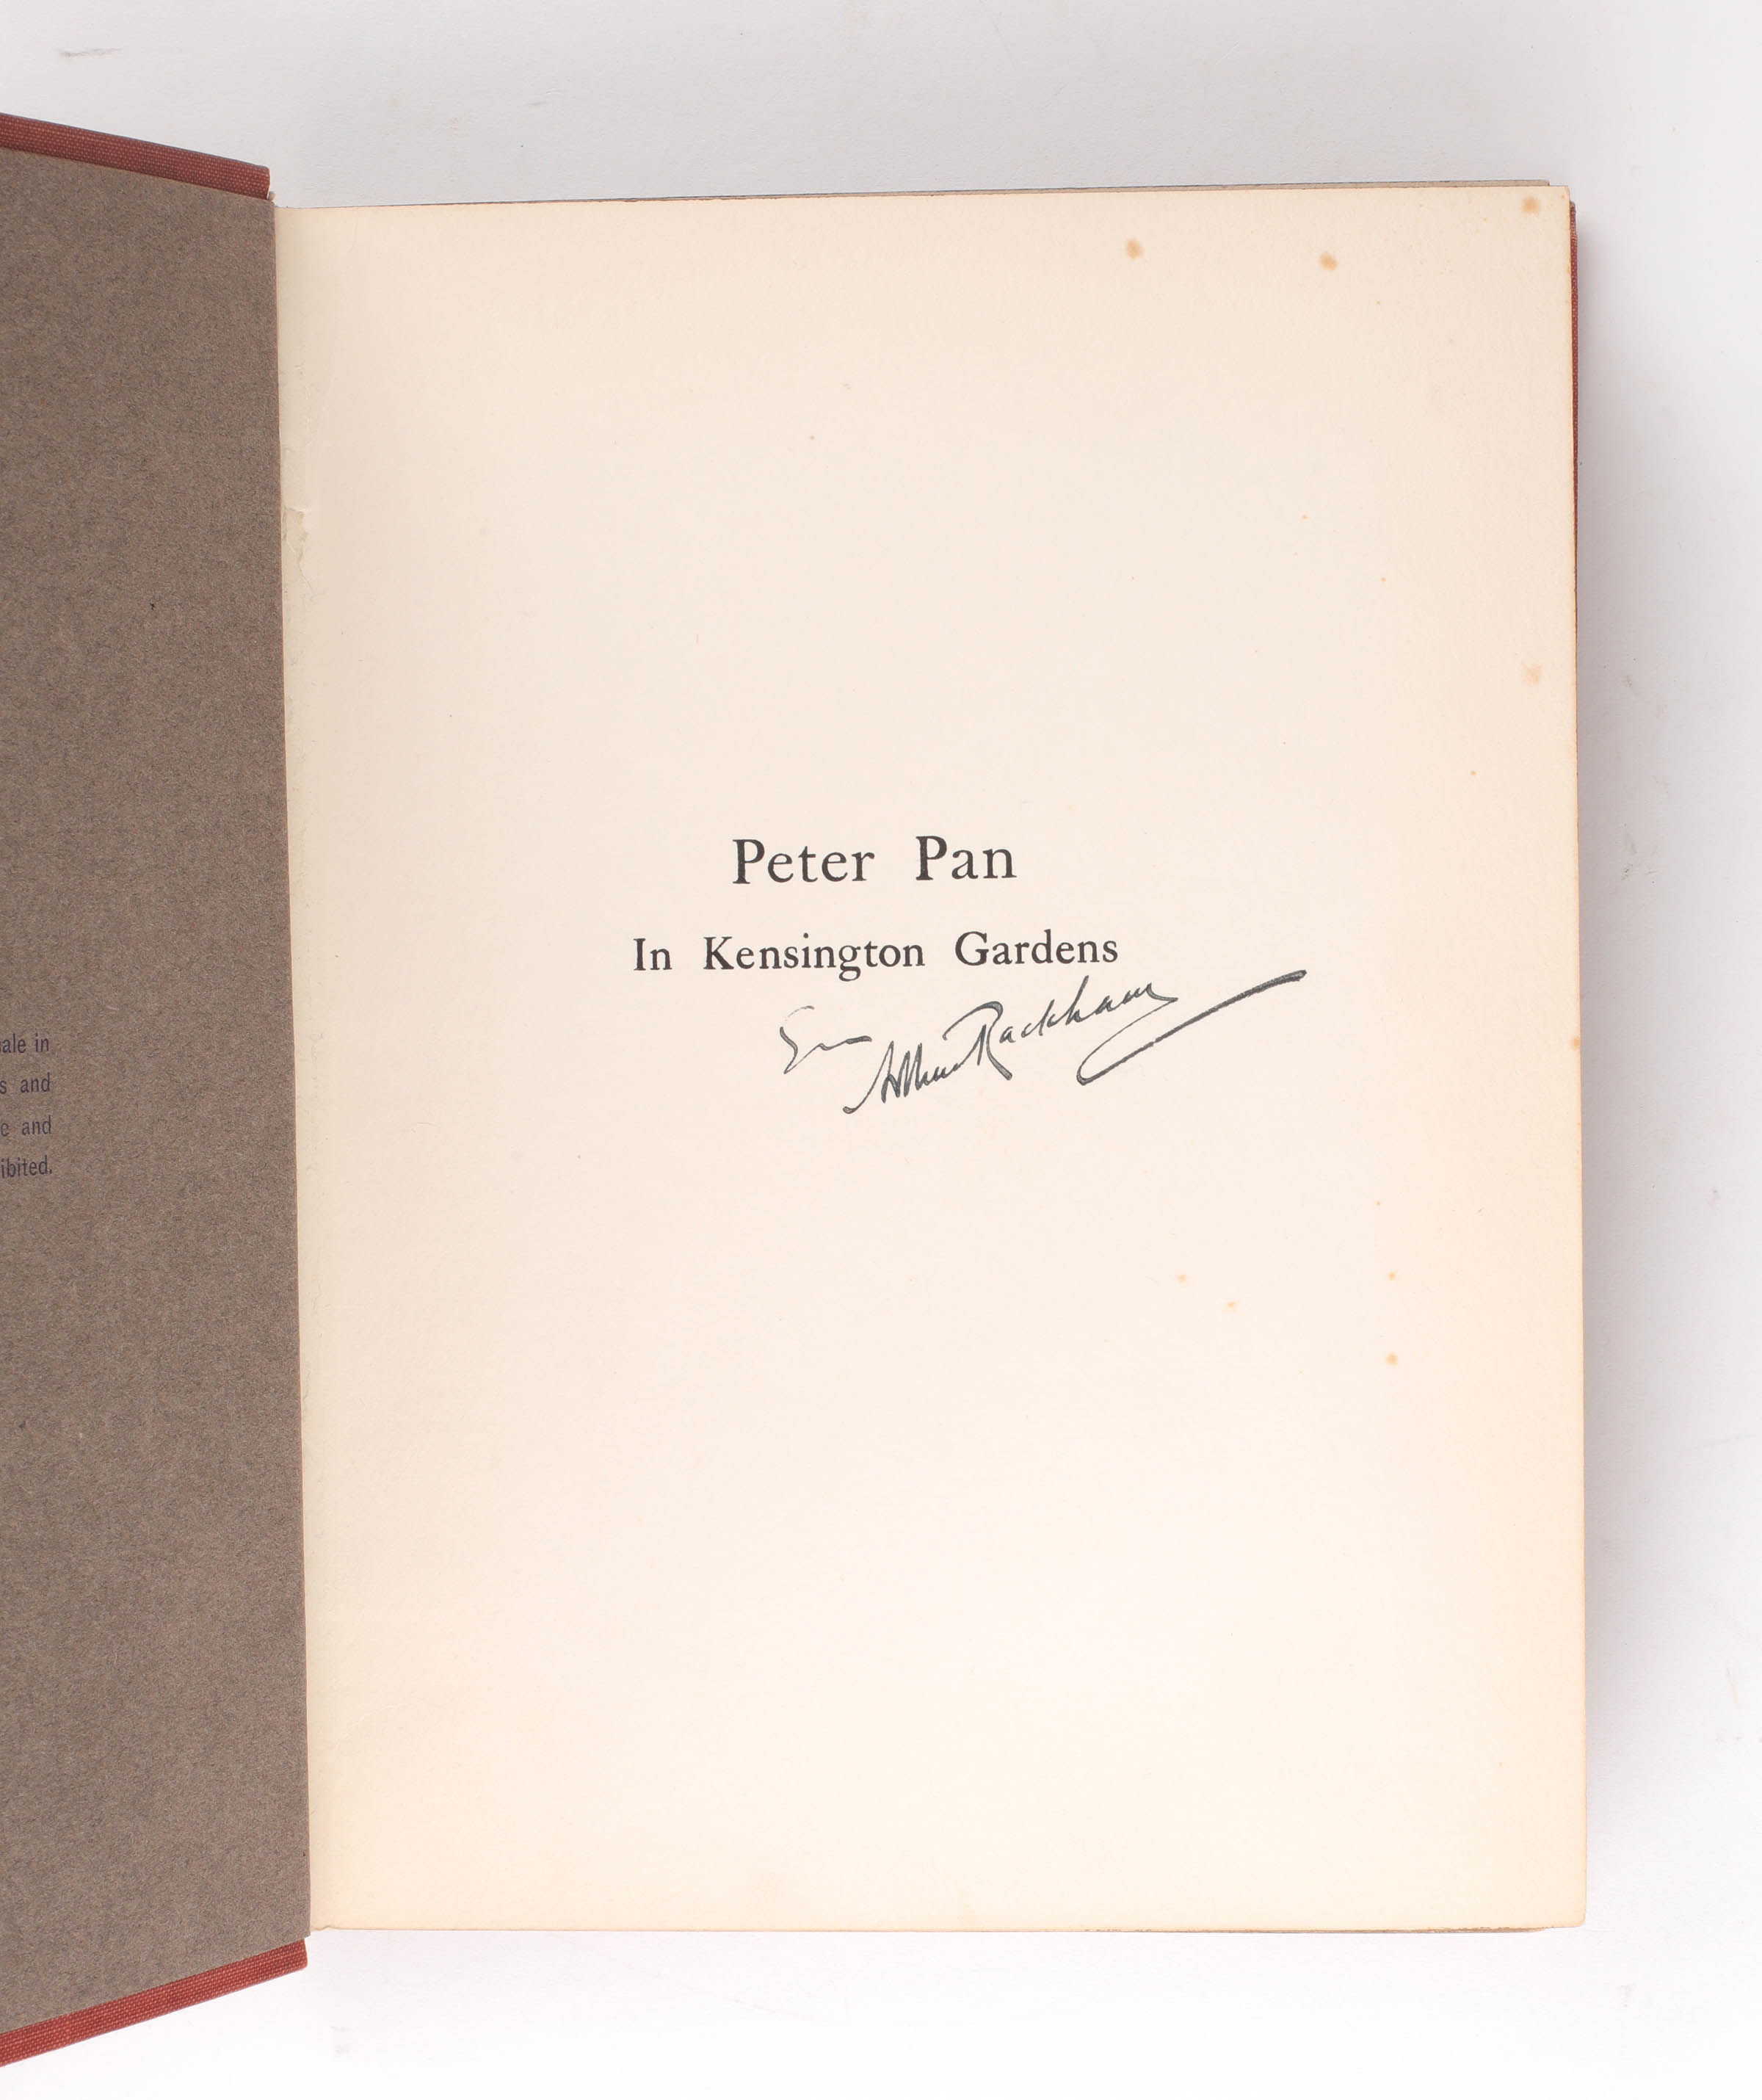 ale in
s and
e and
ibited.
Peter Pan
In Kensington Gardens
Arthur Rackham